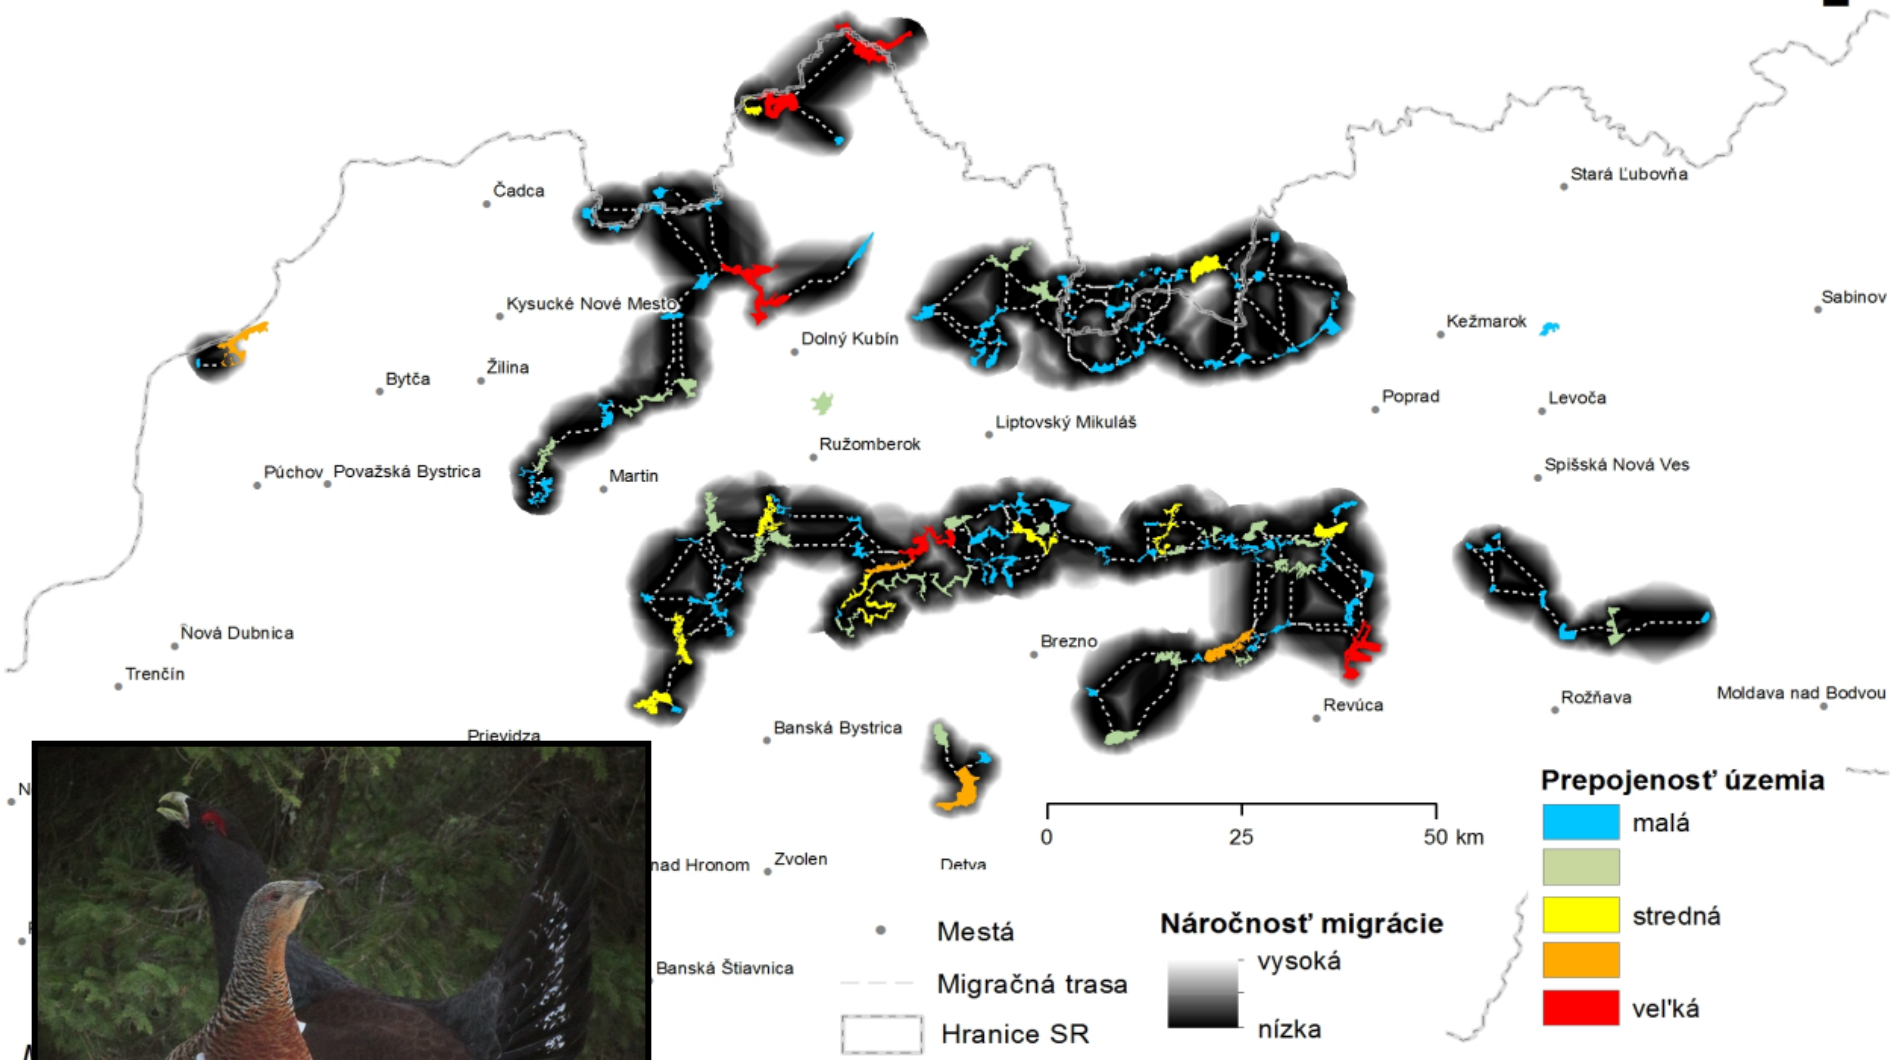 Stará Ľubovňa
Čadca
Sabinov
Kysucké Nové Mesto
Kežmarok
Dolný Kubín
Žilina
Bytča
Poprad
Levoča
Liptovský Mikuláš
Ružomberok
Spišská Nová Ves
Púchov
Považská Bystrica
Martin
Nová Dubnica
Brezno
Trenčín
Rožňava
Moldava nad Bodvou
Revúca
Banská Bystrica
Prievidza
N
Prepojenosť územia
malá
stredná
veľká
0 25 50 km
Zvolen
nad Hronom
Detva
Mestá
Migračná trasa
Hranice SR
Náročnosť migrácie
vysoká
nízka
Banská Štiavnica